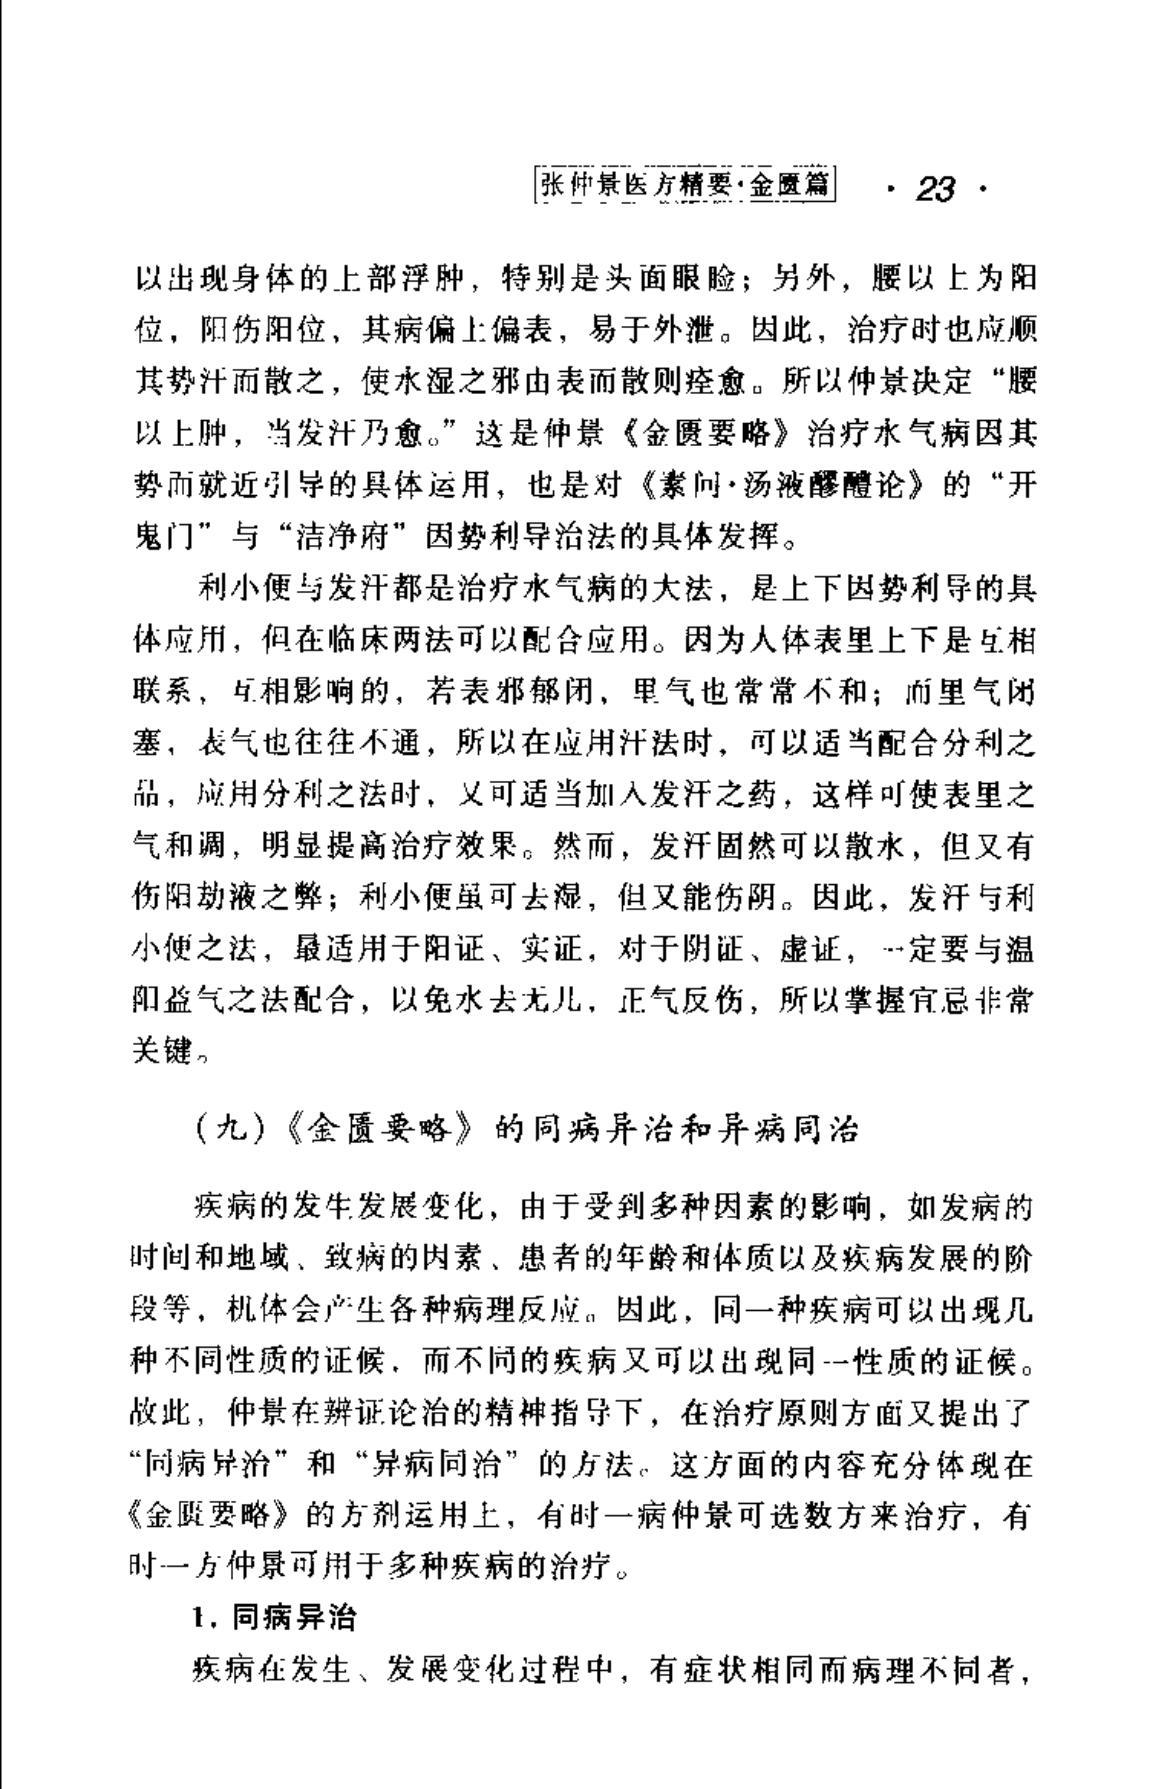 张仲景医方精要·金匮篇 · 23 ·
以出现身体的上部浮肿，特别是头面眼睑；另外，腰以上为阳
位，阳伤阳位，其病偏上偏表，易于外泄。因此，治疗时也应顺
其势汗而散之，使水湿之邪由表而散则痊愈。所以仲景决定“腰
以上肿，当发汗乃愈。”这是仲景《金匮要略》治疗水气病因其
势而就近引导的具体运用，也是对《素问·汤液醪醴论》的“开
鬼门”与“洁净府”因势利导治法的具体发挥。
利小便与发汗都是治疗水气病的大法，是上下因势利导的具
体应用，但在临床两法可以配合应用。因为人体表里上下是互相
联系，互相影响的，若表邪郁闭，里气也常常不和；而里气闭
塞，表气也往往不通，所以在应用汗法时，可以适当配合分利之
品，应用分利之法时，又可适当加入发汗之药，这样可使表里之
气和调，明显提高治疗效果。然而，发汗固然可以散水，但又有
伤阳劫液之弊；利小便虽可去湿，但又能伤阴。因此，发汗与利
小便之法，最适用于阳证、实证，对于阴证、虚证，一定要与温
阳益气之法配合，以免水去无几，正气反伤，所以掌握宜忌非常
关键。
（九）《金匮要略》的同病异治和异病同治
疾病的发生发展变化，由于受到多种因素的影响，如发病的
时间和地域、致病的因素、患者的年龄和体质以及疾病发展的阶
段等，机体会产生各种病理反应。因此，同一种疾病可以出现几
种不同性质的证候，而不同的疾病又可以出现同一性质的证候。
故此，仲景在辨证论治的精神指导下，在治疗原则方面又提出了
“同病异治”和“异病同治”的方法。这方面的内容充分体现在
《金匮要略》的方剂运用上，有时一病仲景可选数方来治疗，有
时一方仲景可用于多种疾病的治疗。
1．同病异治
疾病在发生、发展变化过程中，有症状相同而病理不同者，